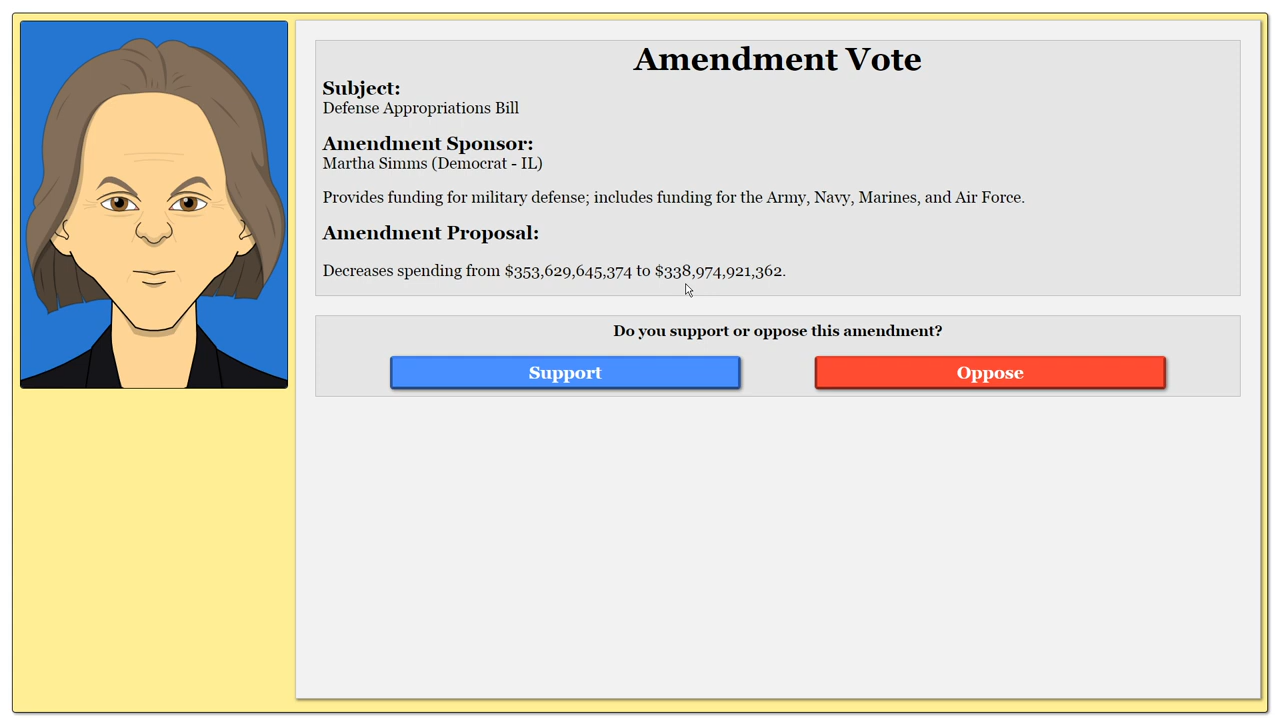 Amendment Vote
Subject:
Defense Appropriations Bill
Amendment Sponsor:
Martha Simms (Democrat - IL)
Provides funding for military defense; includes funding for the Army, Navy, Marines, and Air Force.
Amendment Proposal:
Decreases spending from $353,629,645,374 to $338,974,921,362.
Do you support or oppose this amendment?
Support
Oppose